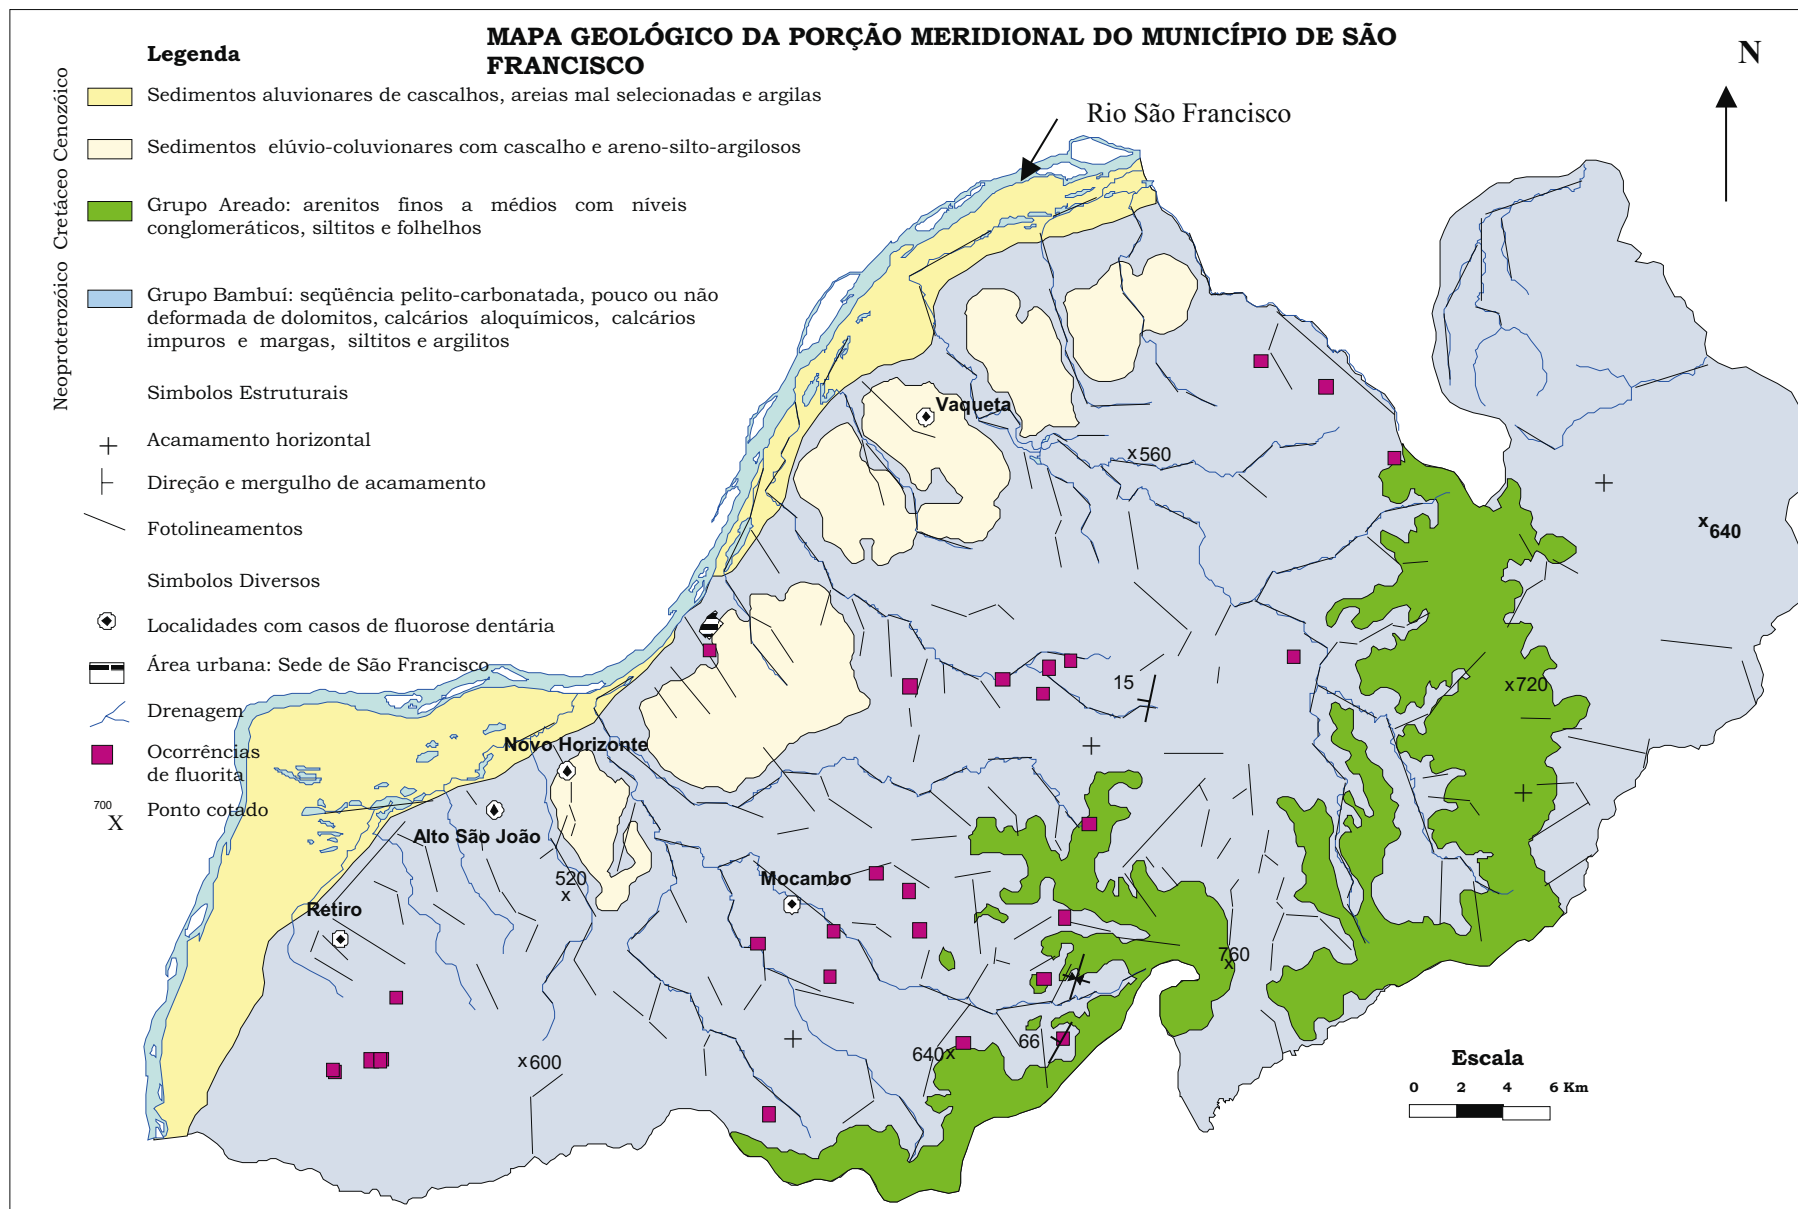 MAPA GEOLÓGICO DA PORÇÃO MERIDIONAL DO MUNICÍPIO DE SÃO
FRANCISCO
N
Rio São Francisco
Neoproterozóico Cretáceo Cenozóico
Legenda
Sedimentos aluvionares de cascalhos, areias mal selecionadas e argilas
Sedimentos elúvio-coluvionares com cascalho e areno-silto-argilosos
Grupo Areado: arenitos finos a médios com níveis
conglomeráticos, siltitos e folhelhos
Grupo Bambuí: seqüência pelito-carbonatada, pouco ou não
deformada de dolomitos, calcários aloquímicos, calcários
impuros e margas, siltitos e argilitos
Simbolos Estruturais
Acamamento horizontal
Direção e mergulho de acamamento
Fotolineamentos
Simbolos Diversos
Localidades com casos de fluorose dentária
Área urbana: Sede de São Francisco
Drenagem
Ocorrências
de fluorita
700
X
Ponto cotado
Vaqueta
x560
x640
x720
15
Novo Horizonte
Alto São João
520
x
Mocambo
Retiro
760
x
x600
640x
66
Escala
0 2 4 6 Km